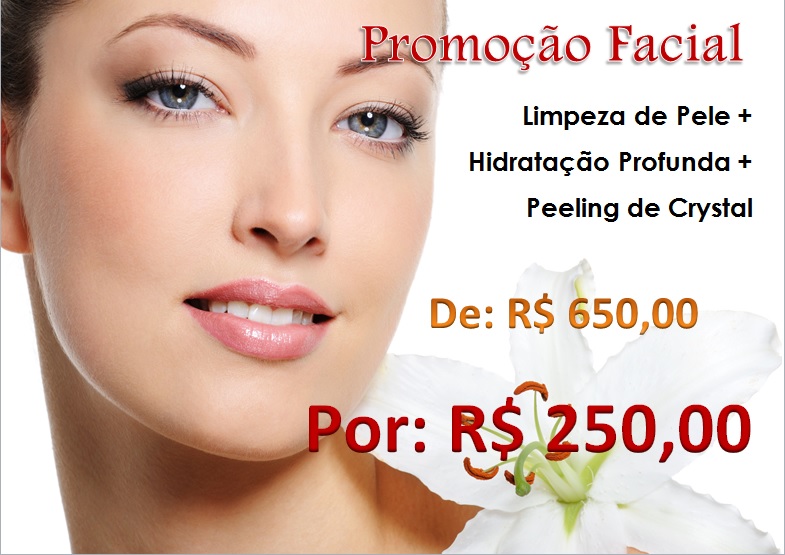 Promoção Facial
Limpeza de Pele +
Hidratação Profunda +
Peeling de Crystal
De: R$ 650,00
Por: R$ 250,00